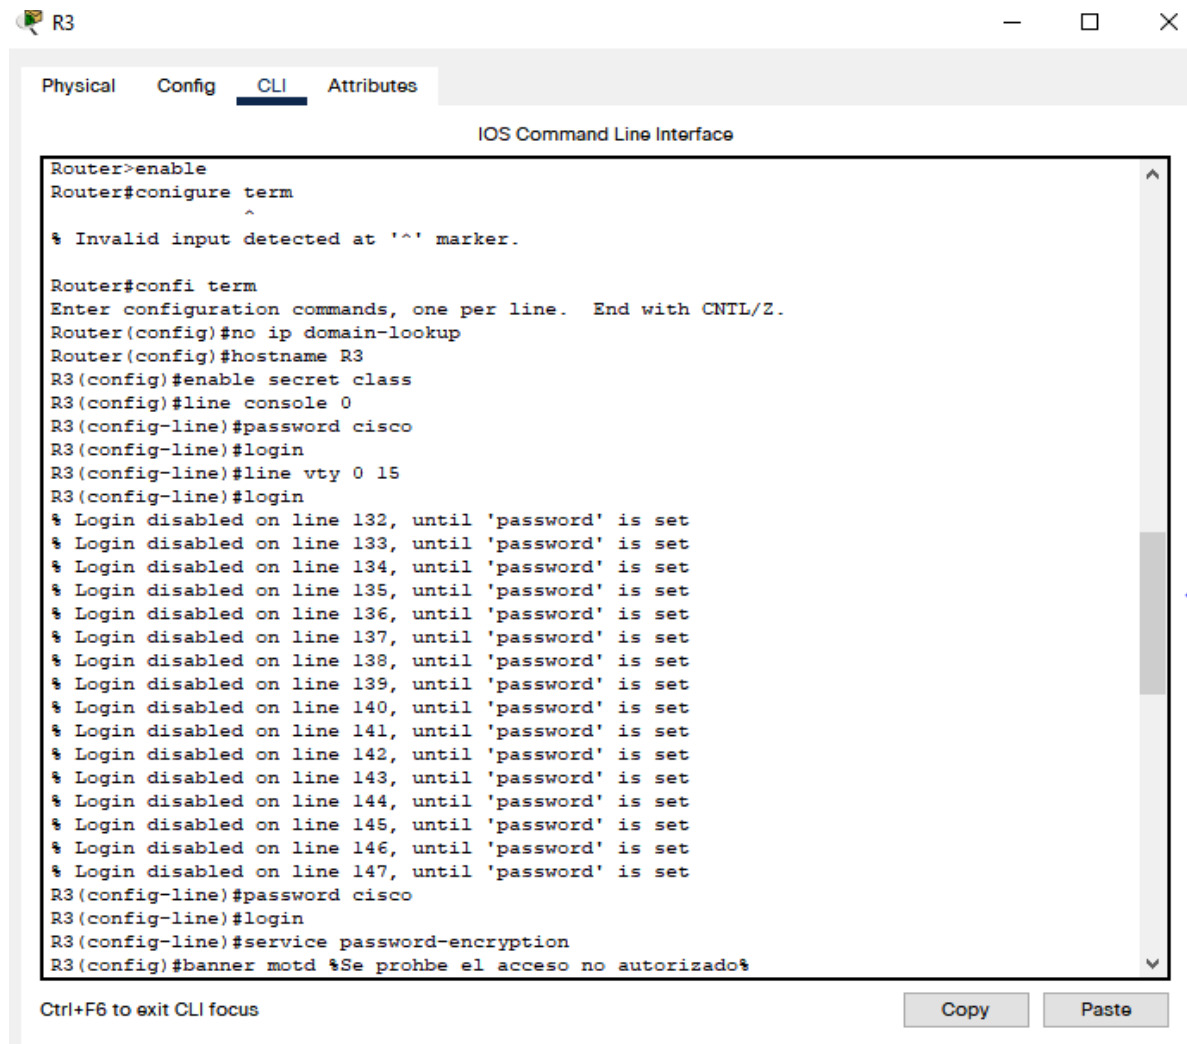 R3
Physical Config CLI Attributes
IOS Command Line Interface
Router>enable
Router#conigure term
^
% Invalid input detected at '^' marker.
Router#confi term
Enter configuration commands, one per line.  End with CNTL/Z.
Router(config)#no ip domain-lookup
Router(config)#hostname R3
R3(config)#enable secret class
R3(config)#line console 0
R3(config-line)#password cisco
R3(config-line)#login
R3(config-line)#line vty 0 15
R3(config-line)#login
% Login disabled on line 132, until 'password' is set
% Login disabled on line 133, until 'password' is set
% Login disabled on line 134, until 'password' is set
% Login disabled on line 135, until 'password' is set
% Login disabled on line 136, until 'password' is set
% Login disabled on line 137, until 'password' is set
% Login disabled on line 138, until 'password' is set
% Login disabled on line 139, until 'password' is set
% Login disabled on line 140, until 'password' is set
% Login disabled on line 141, until 'password' is set
% Login disabled on line 142, until 'password' is set
% Login disabled on line 143, until 'password' is set
% Login disabled on line 144, until 'password' is set
% Login disabled on line 145, until 'password' is set
% Login disabled on line 146, until 'password' is set
% Login disabled on line 147, until 'password' is set
R3(config-line)#password cisco
R3(config-line)#login
R3(config-line)#service password-encryption
R3(config)#banner motd %Se prohbe el acceso no autorizado%
Ctrl+F6 to exit CLI focus
Copy Paste